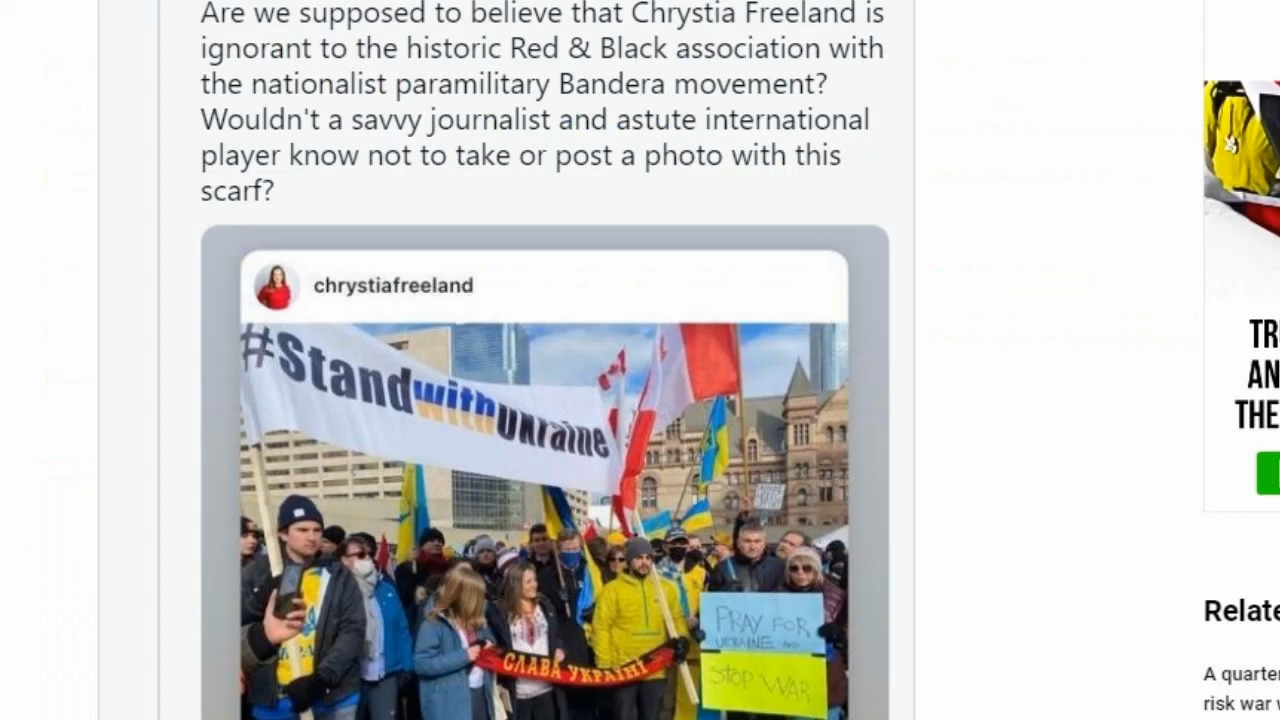 Are we supposed to believe that Chrystia Freeland is
ignorant to the historic Red & Black association with
the nationalist paramilitary Bandera movement?
Wouldn't a savvy journalist and astute international
player know not to take or post a photo with this
scarf?
chrystiafreeland
#StandwithUkraine
PRAY FOR
UKRAINE AND
STOP WAR
СЛАВА УКРАЇНІ
TR
AN
THE
Relate
A quarte
risk war